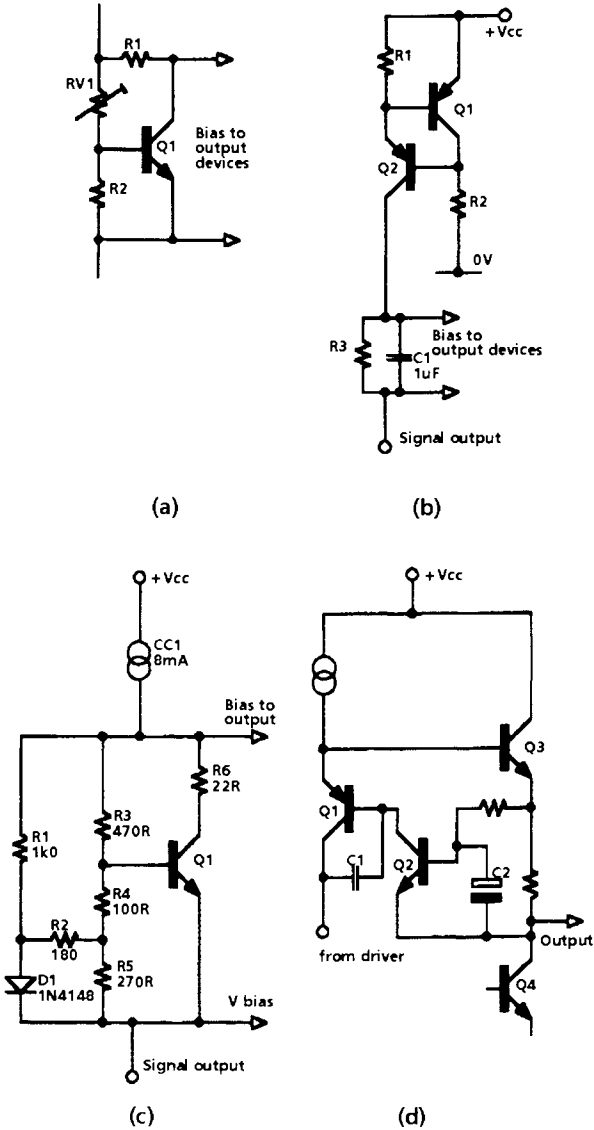 R1
RV1
Q1
Bias to
output
devices
R2
(a)
+Vcc
R1
Q1
Q2
R2
0V
R3
C1
1uF
Bias to
output devices
Signal output
(b)
+Vcc
CC1
8mA
Bias to
output
R6
22R
R3
470R
R1
1k0
Q1
R4
100R
R2
180
R5
270R
D1
1N4148
V bias
Signal output
(c)
+Vcc
Q3
Q1
C1
Q2
C2
from driver
Output
Q4
(d)